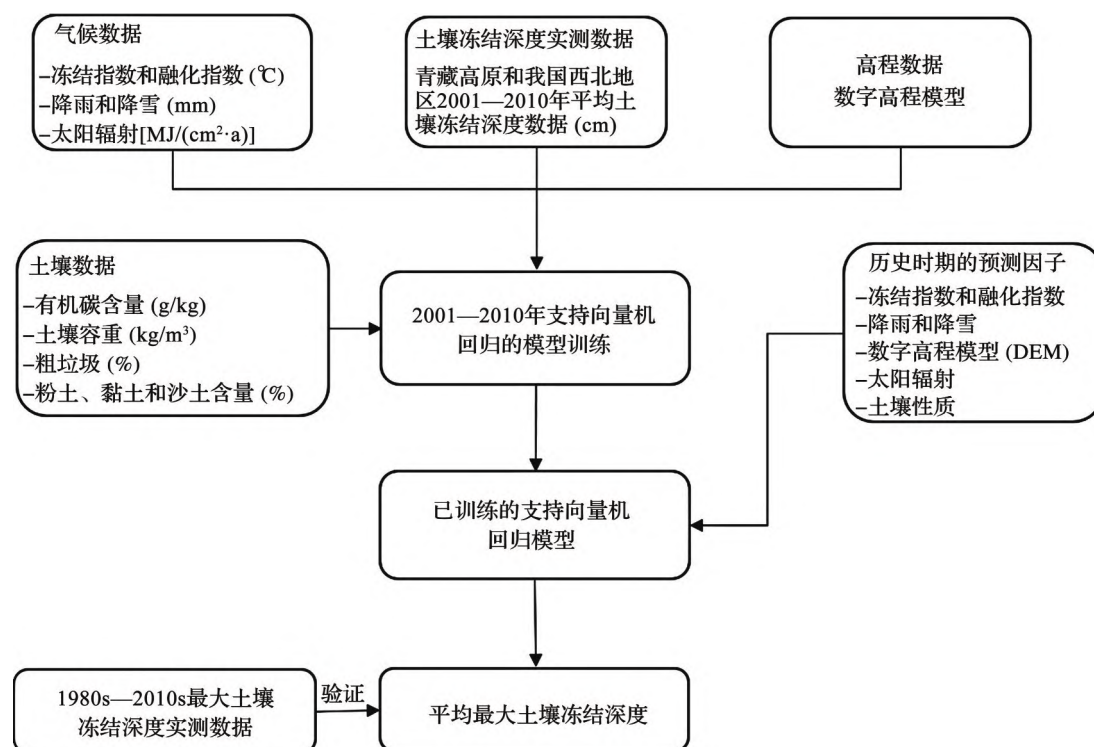 气候数据
–冻结指数和融化指数 (℃)
–降雨和降雪 (mm)
–太阳辐射[MJ/(cm²·a)]
土壤冻结深度实测数据
青藏高原和我国西北地
区2001—2010年平均土
壤冻结深度数据 (cm)
高程数据
数字高程模型
土壤数据
–有机碳含量 (g/kg)
–土壤容重 (kg/m³)
–粗垃圾 (%)
–粉土、黏土和沙土含量 (%)
2001—2010年支持向量机
回归的模型训练
历史时期的预测因子
–冻结指数和融化指数
–降雨和降雪
–数字高程模型 (DEM)
–太阳辐射
–土壤性质
已训练的支持向量机
回归模型
1980s—2010s最大土壤
冻结深度实测数据
验证
平均最大土壤冻结深度